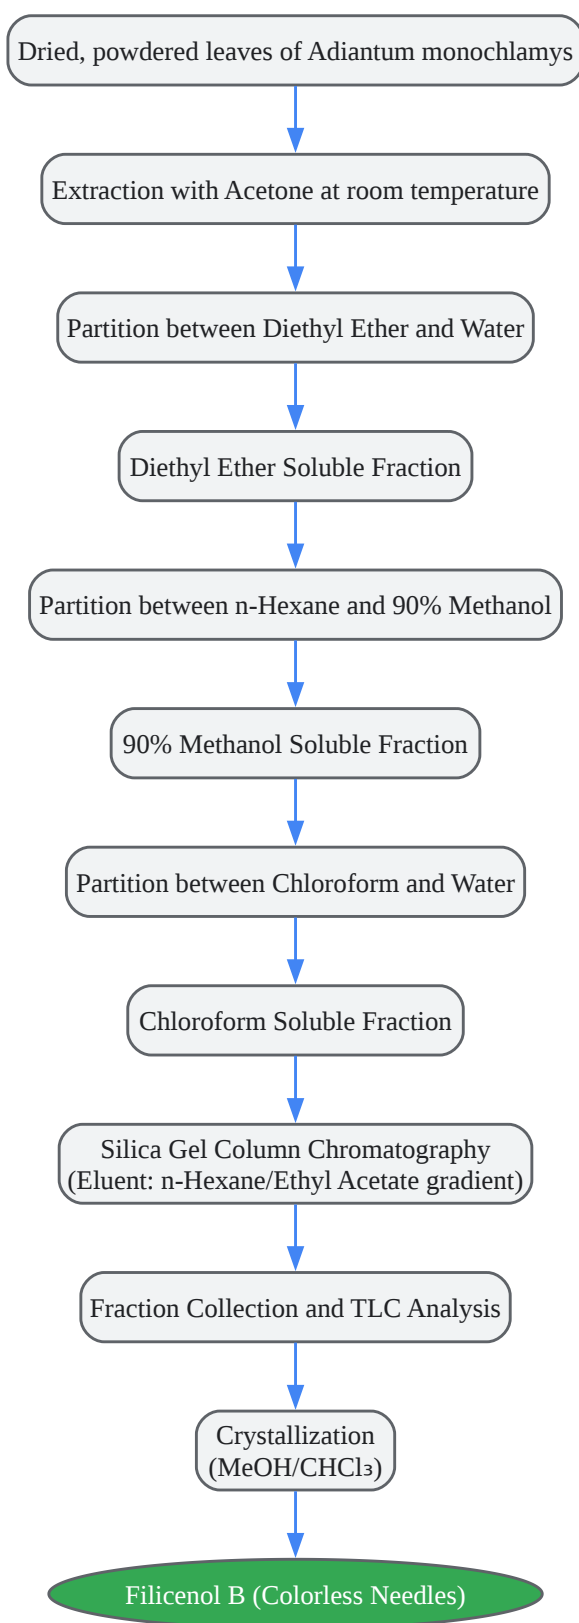 Dried, powdered leaves of Adiantum monochlamys
Extraction with Acetone at room temperature
Partition between Diethyl Ether and Water
Diethyl Ether Soluble Fraction
Partition between n-Hexane and 90% Methanol
90% Methanol Soluble Fraction
Partition between Chloroform and Water
Chloroform Soluble Fraction
Silica Gel Column Chromatography
(Eluent: n-Hexane/Ethyl Acetate gradient)
Fraction Collection and TLC Analysis
Crystallization
(MeOH/CHCl₃)
Filicenol B (Colorless Needles)